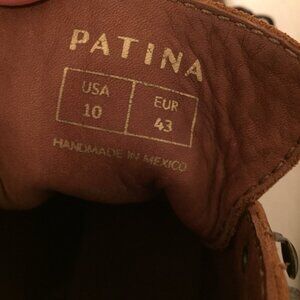 PATINA
USA EUR
10 43
HANDMADE IN MEXICO